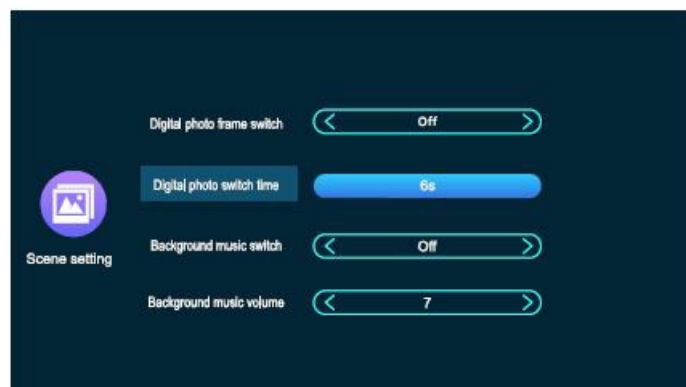 Digital photo frame switch
Off
Digital photo switch time
6s
Scene setting
Background music switch
Off
Background music volume
7